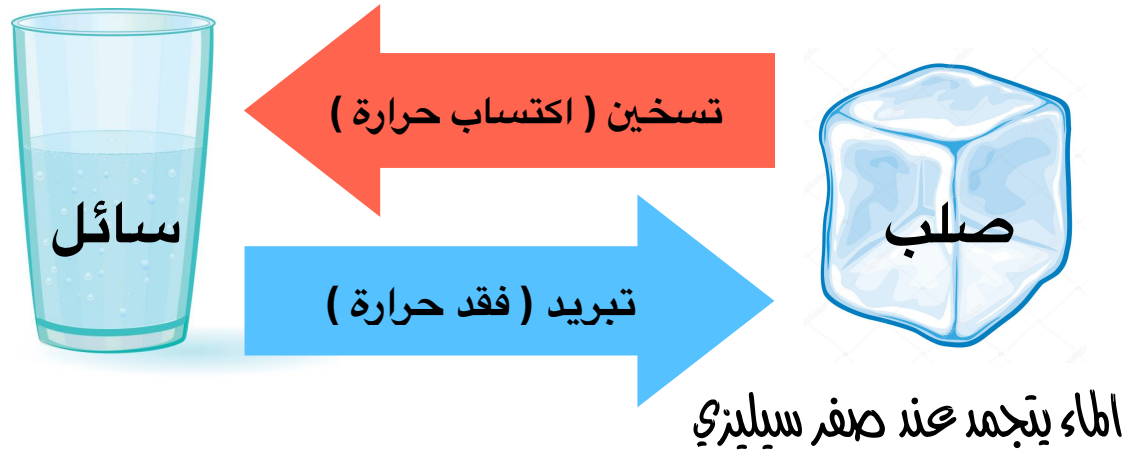 تسخين ( اكتساب حرارة )
صلب
سائل
تبريد ( فقد حرارة )
الماء يتجمد عند صفر سيليزي